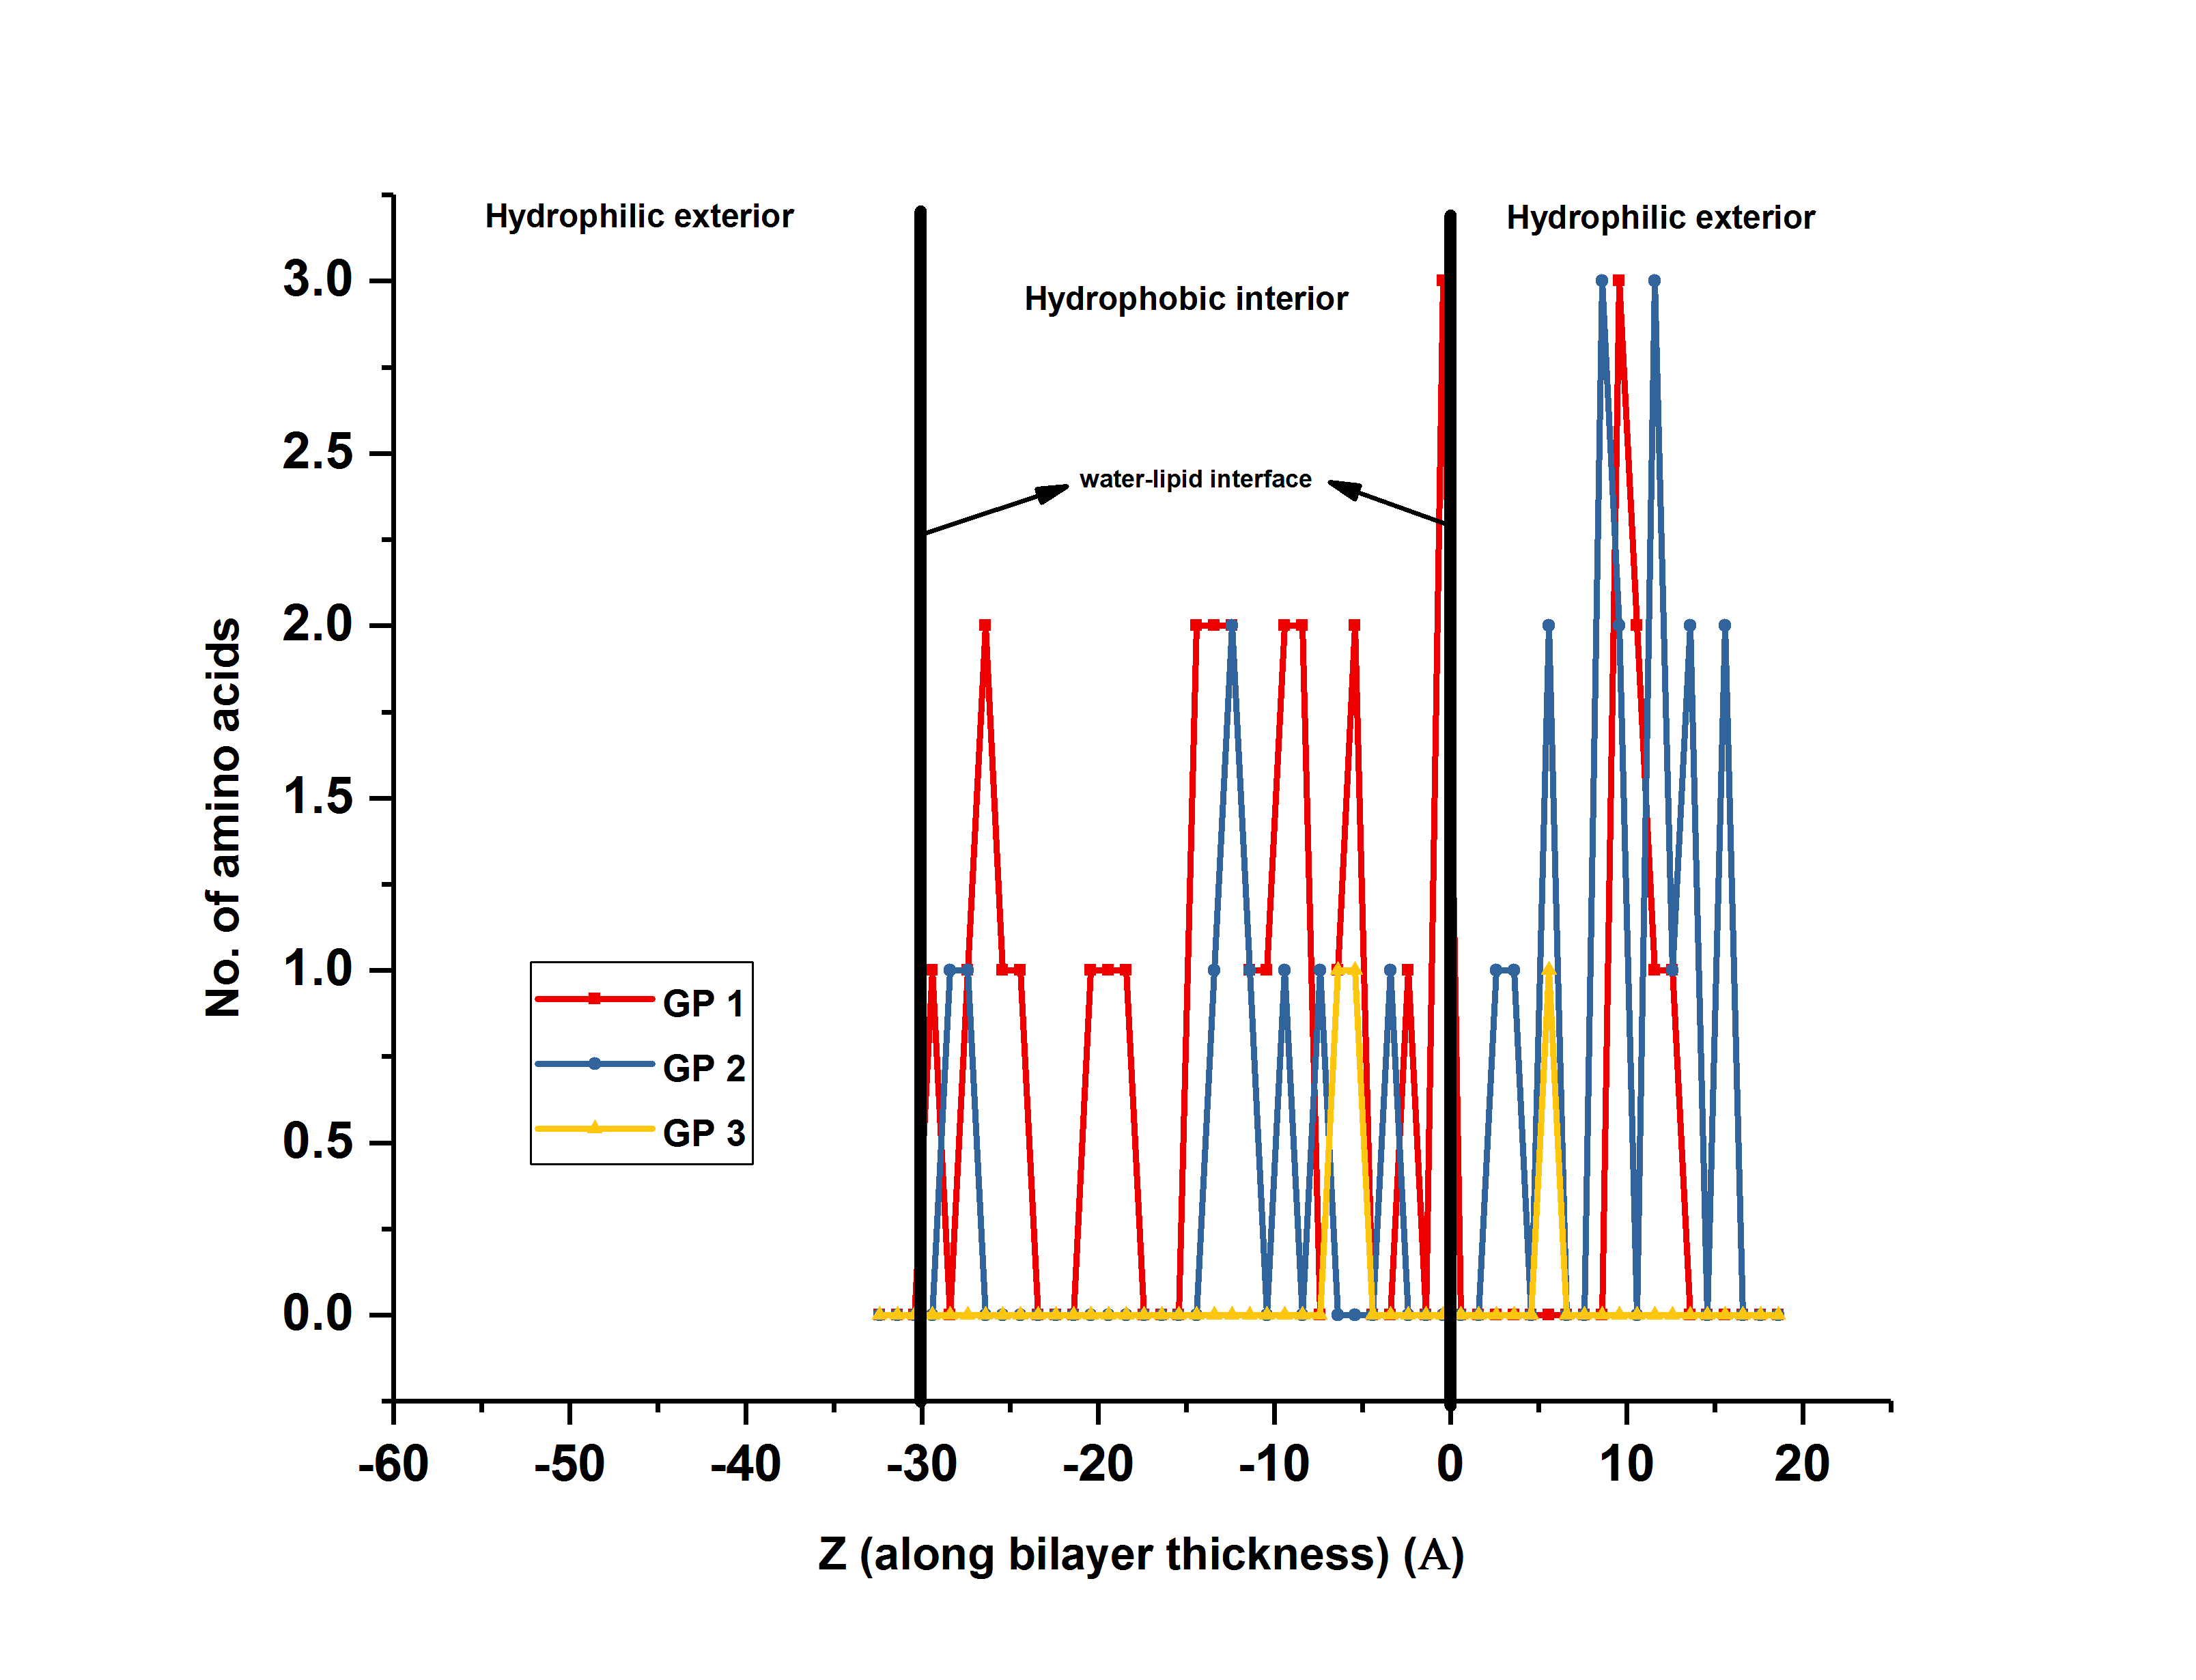 Hydrophilic exterior
Hydrophilic exterior
Hydrophobic interior
water-lipid interface
3.0
2.5
2.0
1.5
1.0
0.5
0.0
No. of amino acids
GP 1
GP 2
GP 3
-60 -50 -40 -30 -20 -10 0 10 20
Z (along bilayer thickness) (A)